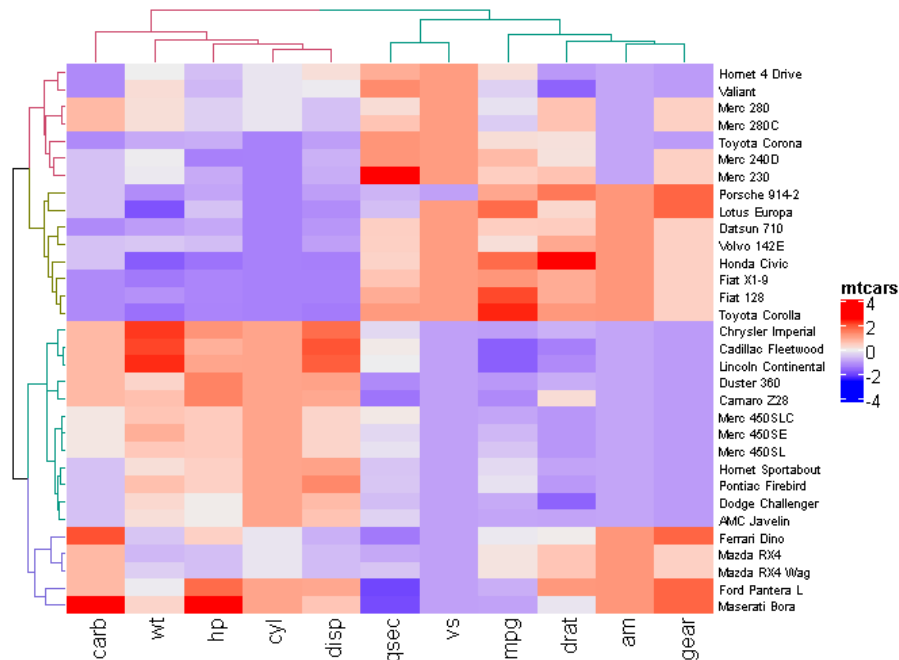 Hornet 4 Drive
Valiant
Merc 280
Merc 280C
Toyota Corona
Merc 240D
Merc 230
Porsche 914-2
Lotus Europa
Datsun 710
Volvo 142E
Honda Civic
Fiat X1-9
Fiat 128
Toyota Corolla
Chrysler Imperial
Cadillac Fleetwood
Lincoln Continental
Duster 360
Camaro Z28
Merc 450SLC
Merc 450SE
Merc 450SL
Hornet Sportabout
Pontiac Firebird
Dodge Challenger
AMC Javelin
Ferrari Dino
Mazda RX4
Mazda RX4 Wag
Ford Pantera L
Maserati Bora
mtcars
4
2
0
-2
-4
carb wt hp cyl disp qsec vs mpg drat am gear